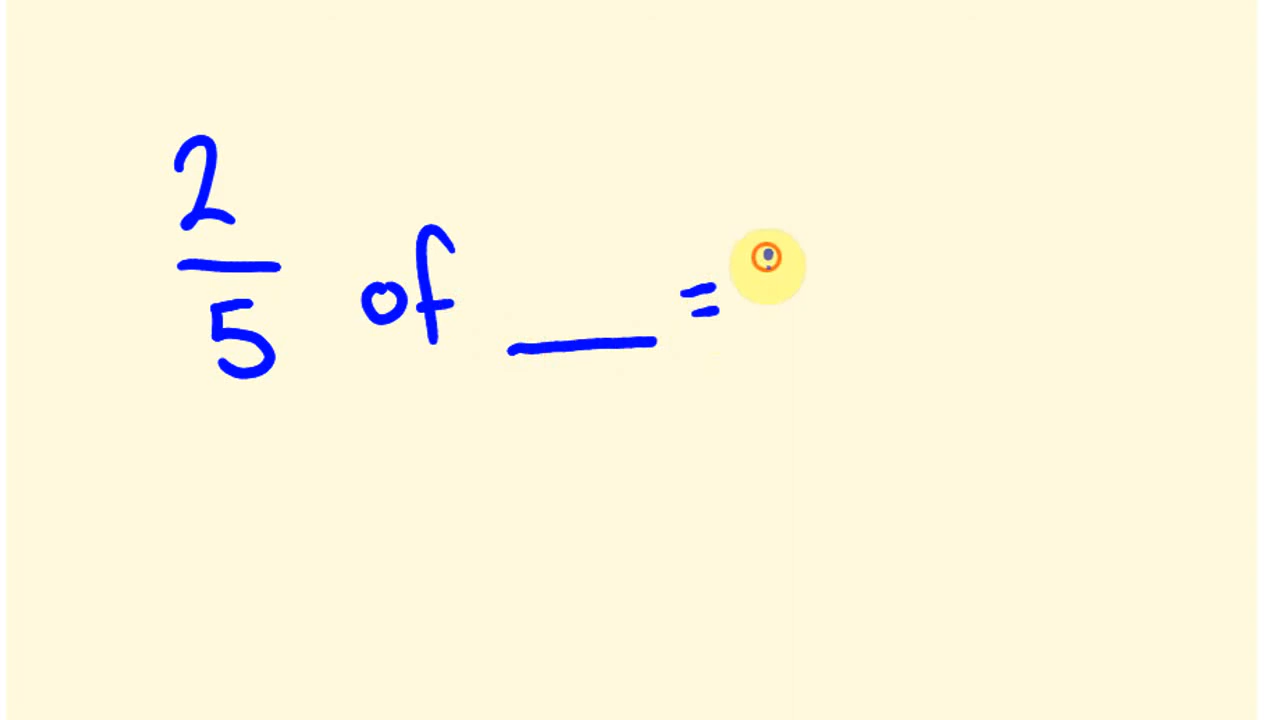 2/5 of ___ =